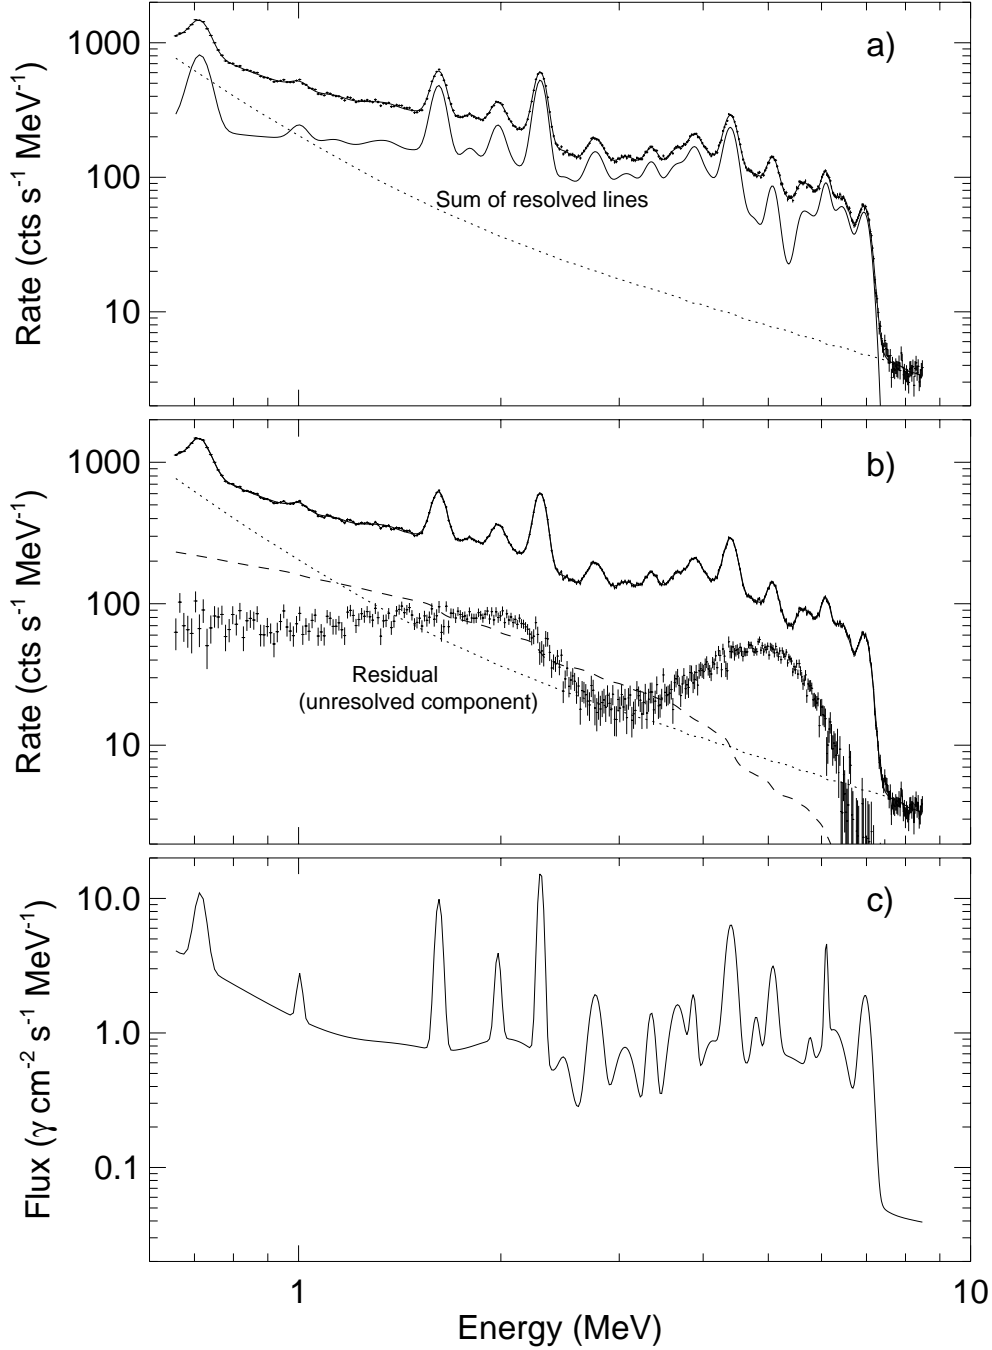 a)
1000
100
10
Rate (cts s⁻¹ MeV⁻¹)
Sum of resolved lines
b)
1000
100
10
Rate (cts s⁻¹ MeV⁻¹)
Residual
(unresolved component)
c)
10.0
1.0
0.1
Flux (γ cm⁻² s⁻¹ MeV⁻¹)
1
10
Energy (MeV)